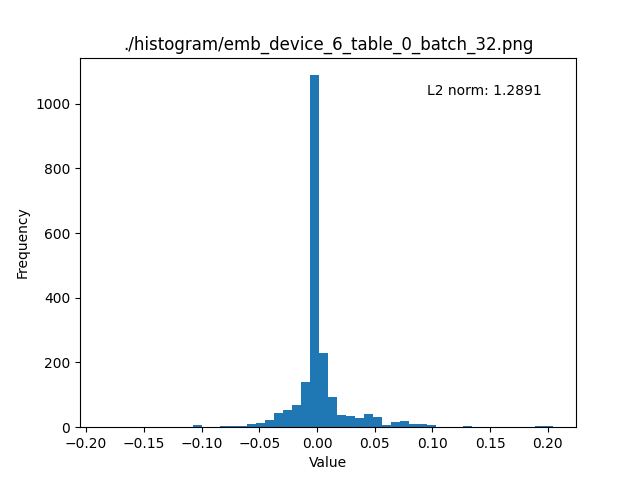 ./histogram/emb_device_6_table_0_batch_32.png
L2 norm: 1.2891
1000
800
600
400
200
0
Frequency
−0.20 −0.15 −0.10 −0.05 0.00 0.05 0.10 0.15 0.20
Value